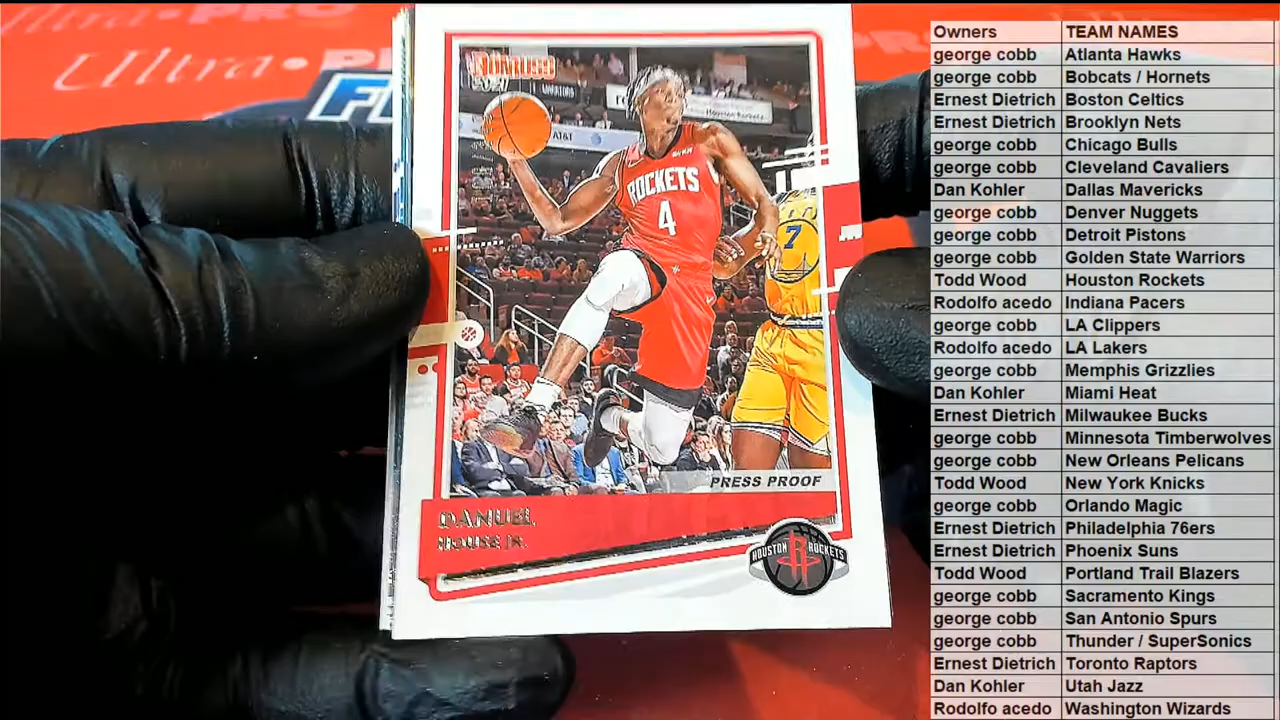 Ultra PRO
PRO
Ultra PRO
DONRUSS
WARRIORS
AT&T
ROCKETS
4
7
PRESS PROOF
DANUEL
HOUSE JR.
HOUSTON R ROCKETS
Owners TEAM NAMES
george cobb Atlanta Hawks
george cobb Bobcats / Hornets
Ernest Dietrich Boston Celtics
Ernest Dietrich Brooklyn Nets
george cobb Chicago Bulls
george cobb Cleveland Cavaliers
Dan Kohler Dallas Mavericks
george cobb Denver Nuggets
george cobb Detroit Pistons
george cobb Golden State Warriors
Todd Wood Houston Rockets
Rodolfo acedo Indiana Pacers
george cobb LA Clippers
Rodolfo acedo LA Lakers
george cobb Memphis Grizzlies
Dan Kohler Miami Heat
Ernest Dietrich Milwaukee Bucks
george cobb Minnesota Timberwolves
george cobb New Orleans Pelicans
Todd Wood New York Knicks
george cobb Orlando Magic
Ernest Dietrich Philadelphia 76ers
Ernest Dietrich Phoenix Suns
Todd Wood Portland Trail Blazers
george cobb Sacramento Kings
george cobb San Antonio Spurs
george cobb Thunder / SuperSonics
Ernest Dietrich Toronto Raptors
Dan Kohler Utah Jazz
Rodolfo acedo Washington Wizards